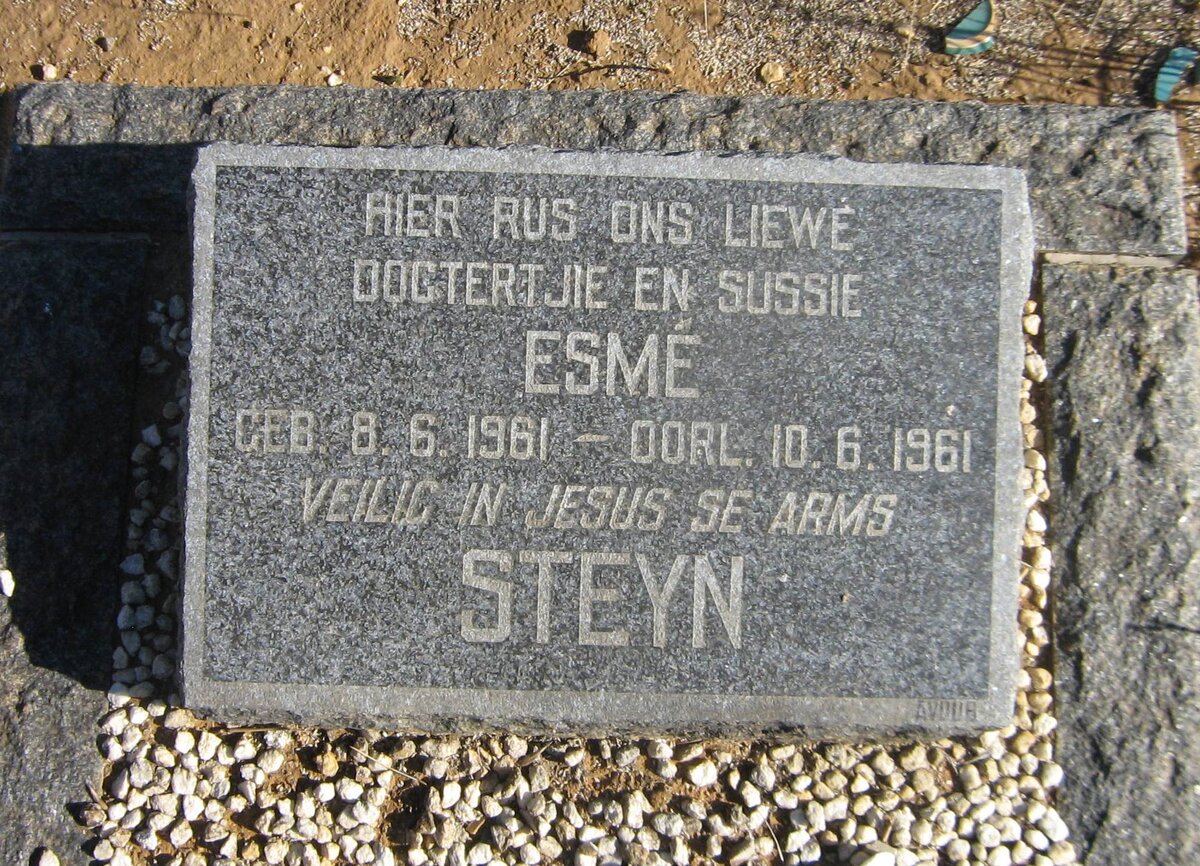 HIER RUS ONS LIEWE
DOGTERTJIE EN SUSSIE
ESMÉ
GEB. 8. 6. 1961 – OORL. 10. 6. 1961
VEILIG IN JESUS SE ARMS
STEYN